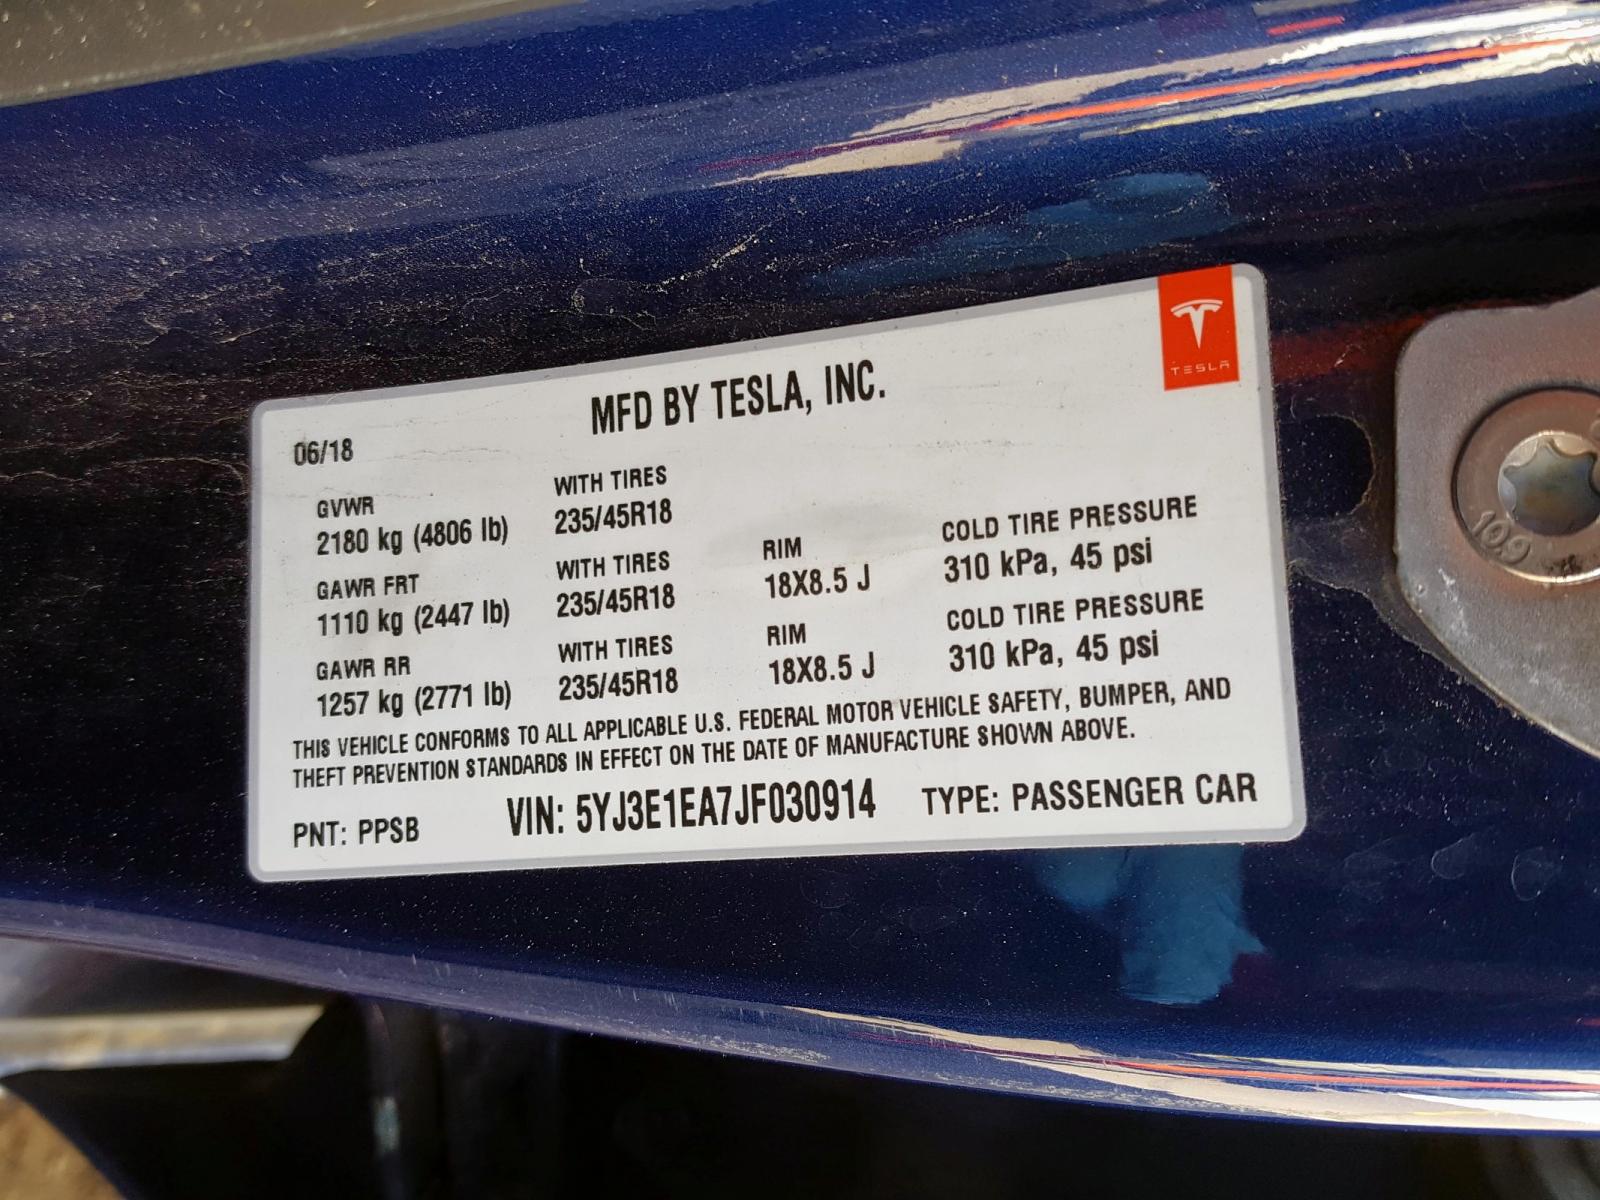 TESLA
MFD BY TESLA, INC.
06/18
GVWR
2180 kg (4806 lb)
WITH TIRES
235/45R18
GAWR FRT
1110 kg (2447 lb)
WITH TIRES
235/45R18
RIM
18X8.5 J
COLD TIRE PRESSURE
310 kPa, 45 psi
GAWR RR
1257 kg (2771 lb)
WITH TIRES
235/45R18
RIM
18X8.5 J
COLD TIRE PRESSURE
310 kPa, 45 psi
THIS VEHICLE CONFORMS TO ALL APPLICABLE U.S. FEDERAL MOTOR VEHICLE SAFETY, BUMPER, AND
THEFT PREVENTION STANDARDS IN EFFECT ON THE DATE OF MANUFACTURE SHOWN ABOVE.
PNT: PPSB
VIN: 5YJ3E1EA7JF030914
TYPE: PASSENGER CAR
10.9